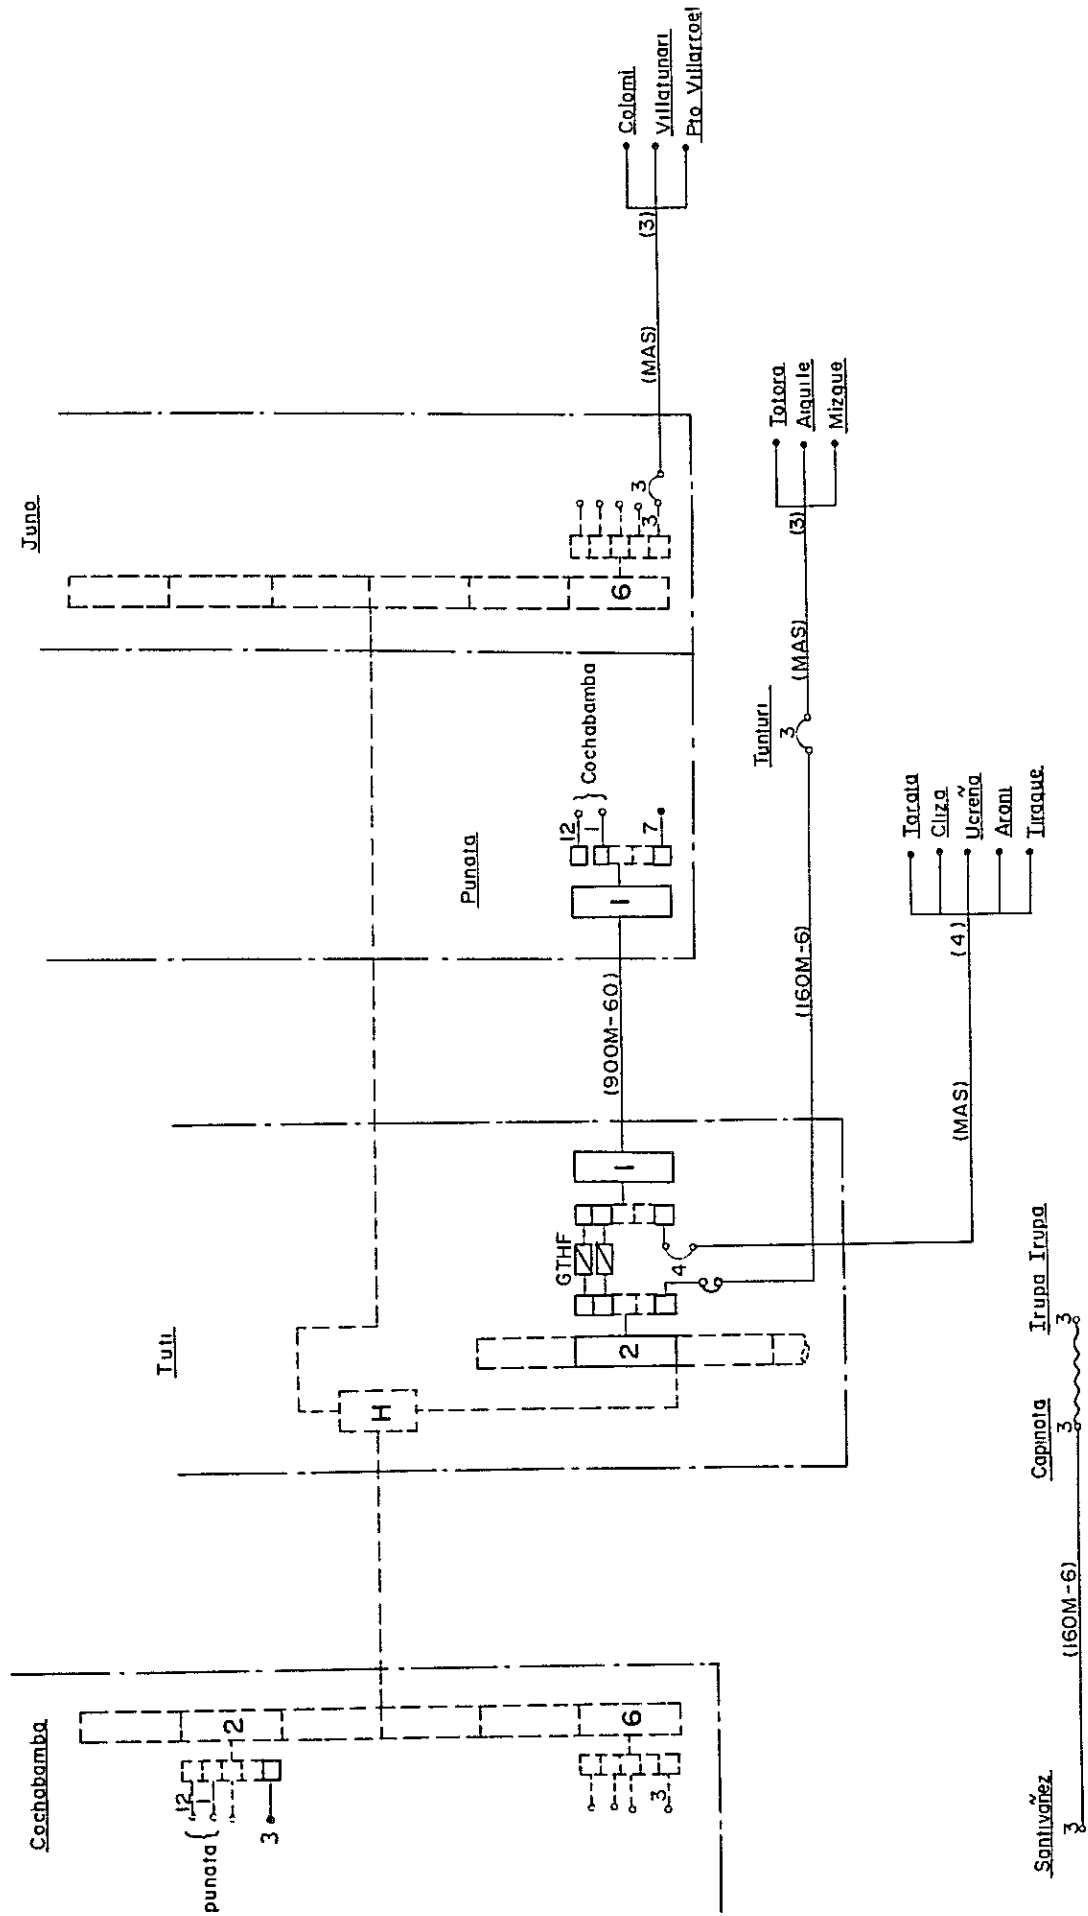 Cochabamba
2
6
12
1
punata {
3
3
Tuti
H
2
GTHF
1
4
(900M-60)
Punata
1
12
1
} Cochabamba
7
Juno
6
3
3
(MAS)
(3)
Colomi
Villatunari
Pto Villarroel
(160M-6)
Tunturi
3
(MAS)
(3)
Totora
Aiquile
Mizque
(MAS)
(4)
Tarata
Cliza
Ucreña
Arani
Tiraque
Santivañez
3
(160M-6)
Capinota
3
Irupa Irupa
3